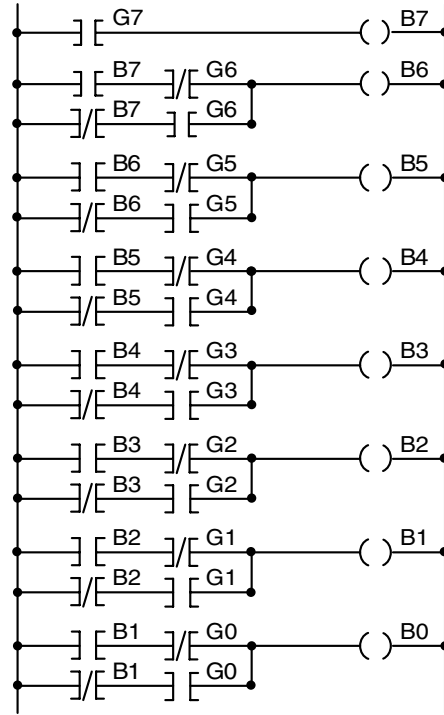 G7 B7
B7 G6 B6
B7 G6
B6 G5 B5
B6 G5
B5 G4 B4
B5 G4
B4 G3 B3
B4 G3
B3 G2 B2
B3 G2
B2 G1 B1
B2 G1
B1 G0 B0
B1 G0